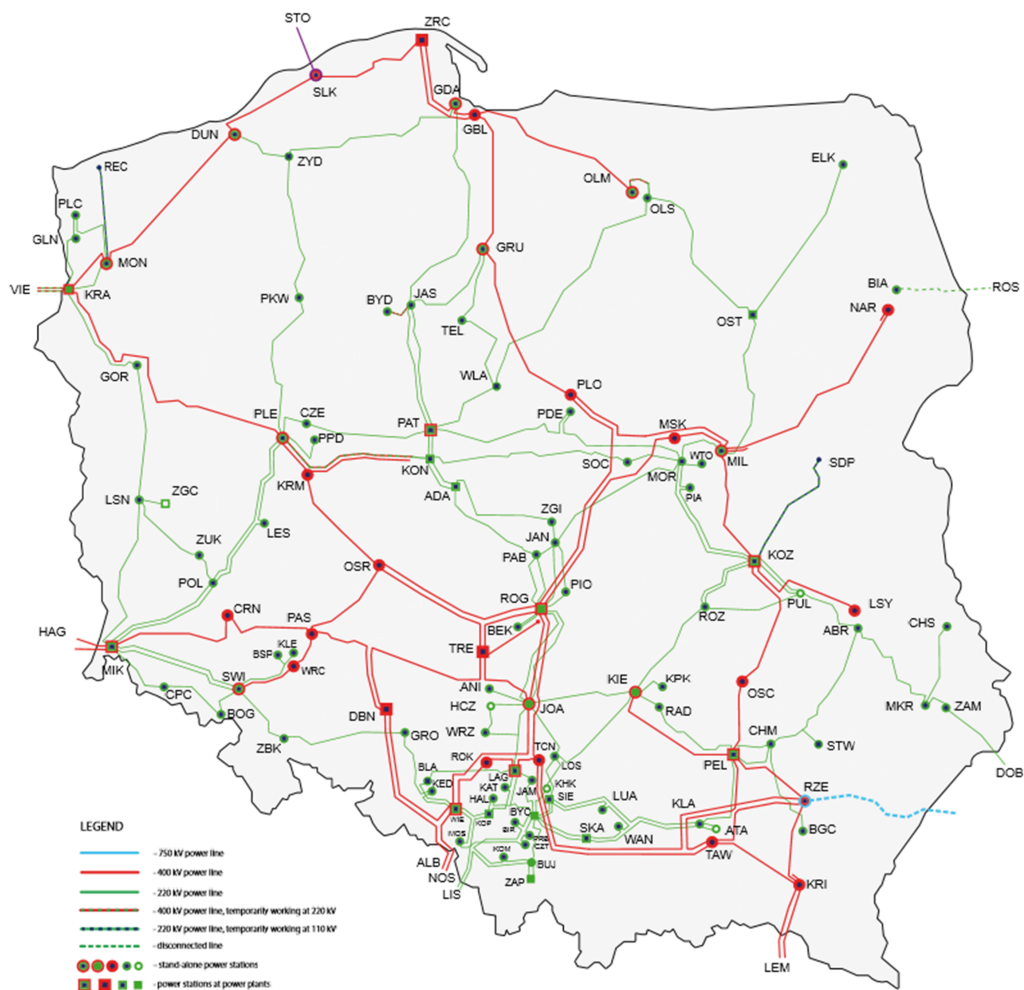 STO
ZRC
SLK
GDA
GBL
DUN
ZYD
REC
PLC
GLN
MON
VIE
KRA
OLM
OLS
ELK
GRU
BIA
ROS
NAR
PKW
BYD
JAS
TEL
OST
GOR
WLA
PLO
PLE
CZE
PPD
PAT
PDE
MSK
KON
SOC
MOR
WTO
MIL
SDP
KRM
ADA
PIA
LSN
ZGC
ZGI
LES
JAN
ZUK
PAB
KOZ
OSR
POL
PIO
ROG
PUL
LSY
CRN
PAS
BEK
ROZ
ABR
CHS
HAG
MIK
KLE
BSP
WRC
TRE
SWI
ANI
KIE
KPK
OSC
CPC
BOG
DBN
HCZ
JOA
RAD
MKR
ZAM
ZBK
GRO
WRZ
CHM
STW
ROK
TCN
LOS
PEL
DOB
BLA
KED
LAG
KAT
JAM
KHK
SIE
RZE
HAL
LUA
KLA
WIE
KOP
BYC
BIR
SKA
WAN
ATA
BGC
MOS
PRB
CZT
TAW
KOM
ALB
NOS
BUJ
LIS
ZAP
KRI
LEM
LEGEND
- 750 kV power line
- 400 kV power line
- 220 kV power line
- 400 kV power line, temporarily working at 220 kV
- 220 kV power line, temporarily working at 110 kV
- disconnected line
- stand-alone power stations
- power stations at power plants